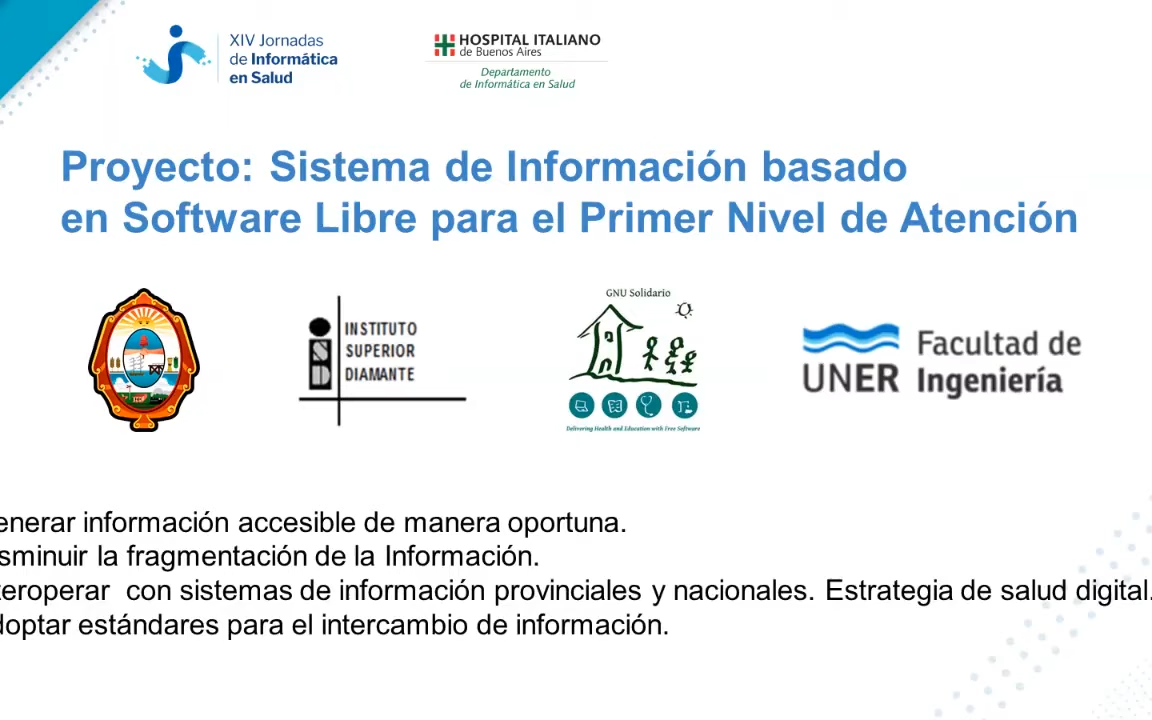 XIV Jornadas
de Informática
en Salud
HOSPITAL ITALIANO
de Buenos Aires
Departamento
de Informática en Salud
Proyecto: Sistema de Información basado
en Software Libre para el Primer Nivel de Atención
INSTITUTO
SUPERIOR
DIAMANTE
GNU Solidario
Delivering Health and Education with Free Software
UNER
Facultad de
Ingeniería
enerar información accesible de manera oportuna.
sminuir la fragmentación de la Información.
teroperar con sistemas de información provinciales y nacionales. Estrategia de salud digital.
doptar estándares para el intercambio de información.